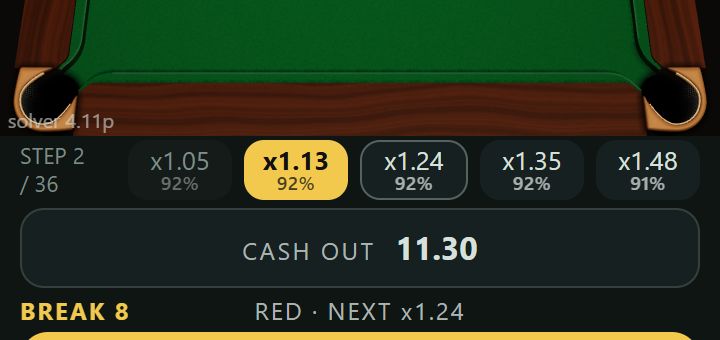 solver 4.11p
STEP 2
/ 36
x1.05
92%
x1.13
92%
x1.24
92%
x1.35
92%
x1.48
91%
CASH OUT 11.30
BREAK 8
RED · NEXT x1.24